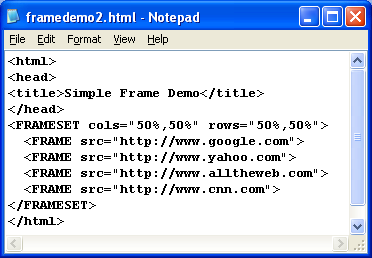 framedemo2.html - Notepad
File Edit Format View Help
<html>
<head>
<title>Simple Frame Demo</title>
</head>
<FRAMESET cols="50%,50%" rows="50%,50%">
  <FRAME src="http://www.google.com">
  <FRAME src="http://www.yahoo.com">
  <FRAME src="http://www.alltheweb.com">
  <FRAME src="http://www.cnn.com">
</FRAMESET>
</html>